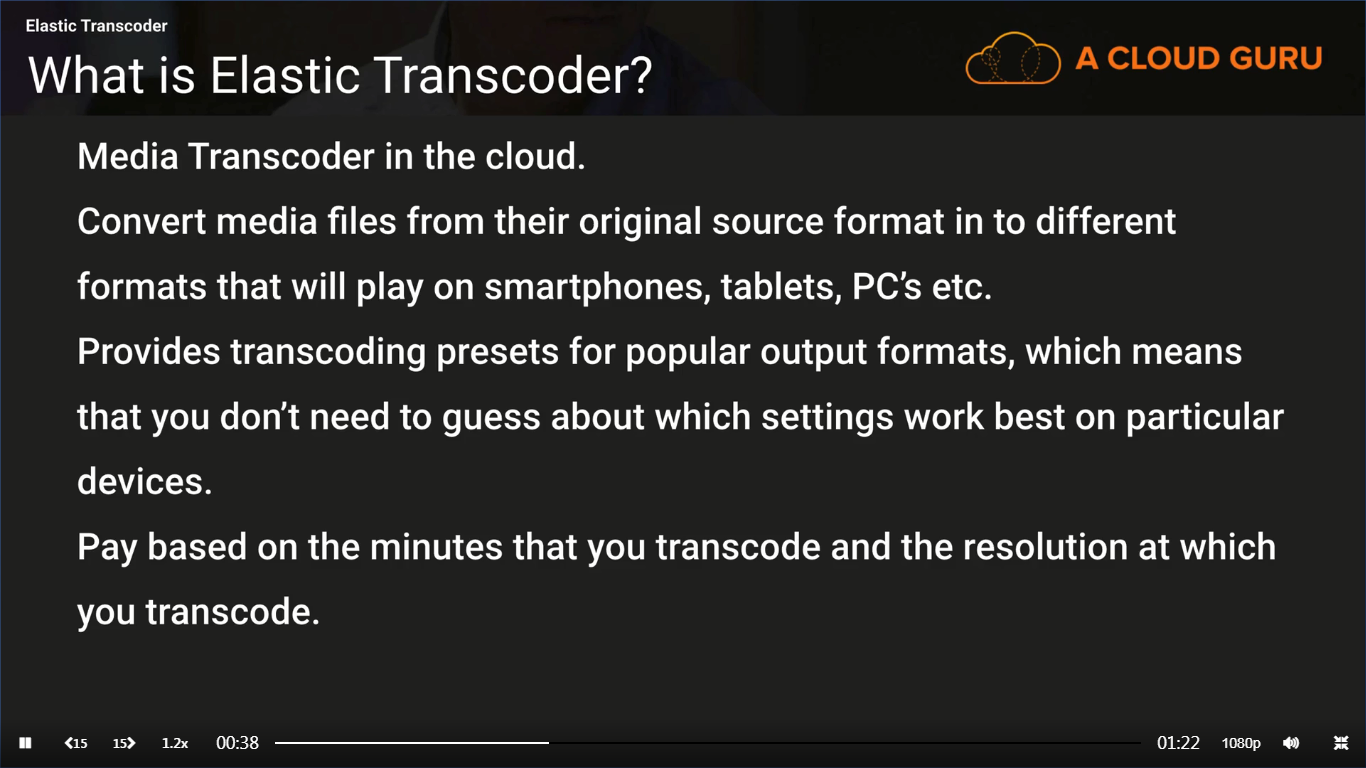 Elastic Transcoder
What is Elastic Transcoder?
A CLOUD GURU
Media Transcoder in the cloud.
Convert media files from their original source format in to different
formats that will play on smartphones, tablets, PC’s etc.
Provides transcoding presets for popular output formats, which means
that you don’t need to guess about which settings work best on particular
devices.
Pay based on the minutes that you transcode and the resolution at which
you transcode.
15 15 1.2x 00:38 01:22 1080p